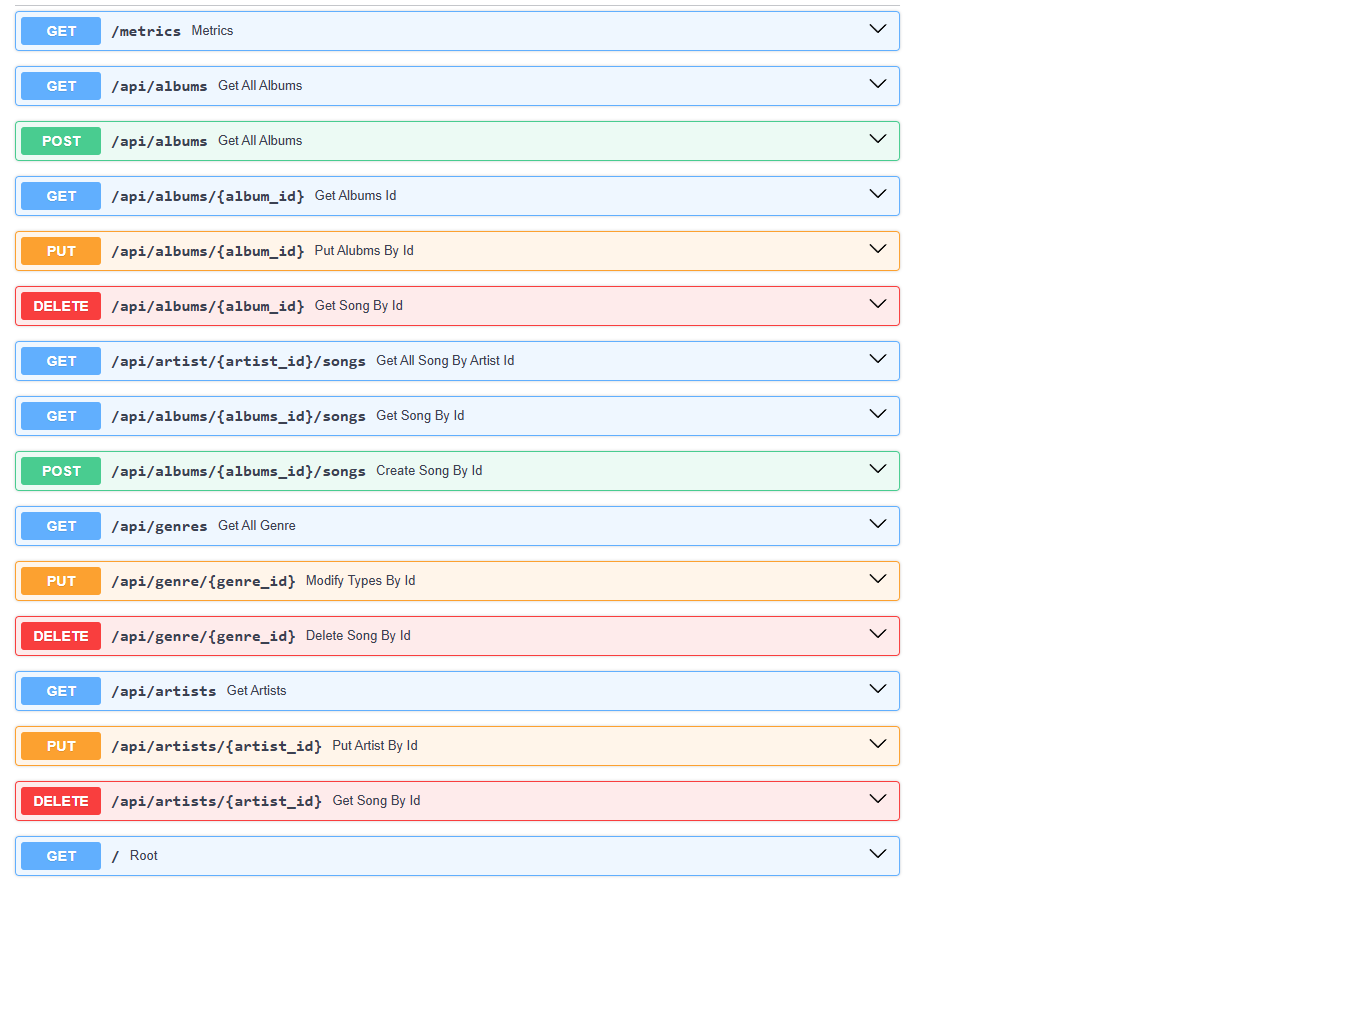 GET /metrics Metrics
GET /api/albums Get All Albums
POST /api/albums Get All Albums
GET /api/albums/{album_id} Get Albums Id
PUT /api/albums/{album_id} Put Alubms By Id
DELETE /api/albums/{album_id} Get Song By Id
GET /api/artist/{artist_id}/songs Get All Song By Artist Id
GET /api/albums/{albums_id}/songs Get Song By Id
POST /api/albums/{albums_id}/songs Create Song By Id
GET /api/genres Get All Genre
PUT /api/genre/{genre_id} Modify Types By Id
DELETE /api/genre/{genre_id} Delete Song By Id
GET /api/artists Get Artists
PUT /api/artists/{artist_id} Put Artist By Id
DELETE /api/artists/{artist_id} Get Song By Id
GET / Root